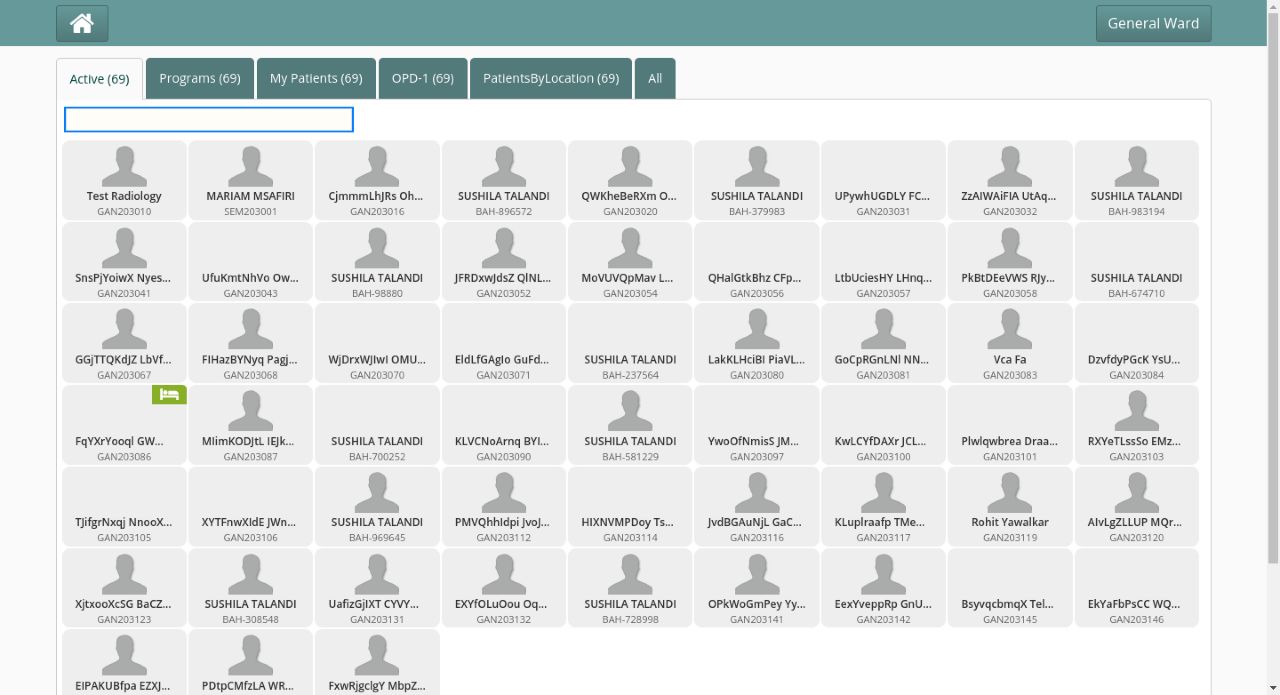 General Ward
Active (69)
Programs (69)
My Patients (69)
OPD-1 (69)
PatientsByLocation (69)
All
Test Radiology
GAN203010
MARIAM MSAFIRI
SEM203001
CjmmmLhJRs Oh...
GAN203016
SUSHILA TALANDI
BAH-896572
QWKheBeRXm O...
GAN203020
SUSHILA TALANDI
BAH-379983
UPywhUGDLY FC...
GAN203031
ZzAIWAiFIA UtAq...
GAN203032
SUSHILA TALANDI
BAH-983194
SnsPjYoiwX Nyes...
GAN203041
UfuKmtNhVo Ow...
GAN203043
SUSHILA TALANDI
BAH-98880
JFRDxwJdsZ QlNL...
GAN203052
MoVUVQpMav L...
GAN203054
QHalGtkBhz CFp...
GAN203056
LtbUciesHY LHnq...
GAN203057
PkBtDEeVWS RJy...
GAN203058
SUSHILA TALANDI
BAH-674710
GGjTTQKdJZ LbVf...
GAN203067
FIHazBYNyq Pagj...
GAN203068
WjDrxWJIwI OMU...
GAN203070
EldLfGAgIo GuFd...
GAN203071
SUSHILA TALANDI
BAH-237564
LakKLHciBI PiaVL...
GAN203080
GoCpRGnLNl NN...
GAN203081
Vca Fa
GAN203083
DzvfdyPGcK YsU...
GAN203084
FqYXrYooql GW...
GAN203086
MIimKODJtL IEJk...
GAN203087
SUSHILA TALANDI
BAH-700252
KLVCNoArnq BYI...
GAN203090
SUSHILA TALANDI
BAH-581229
YwoOfNmisS JM...
GAN203097
KwLCYfDAXr JCL...
GAN203100
Plwlqwbrea Draa...
GAN203101
RXYeTLssSo EMz...
GAN203103
TJifgrNxqj NnooX...
GAN203105
XYTFnwXIdE JWn...
GAN203106
SUSHILA TALANDI
BAH-969645
PMVQhhIdpi JvoJ...
GAN203112
HIXNVMPDoy Ts...
GAN203114
JvdBGAuNjL GaC...
GAN203116
KLuplraafp TMe...
GAN203117
Rohit Yawalkar
GAN203119
AIvLgZLLUP MQr...
GAN203120
XjtxooXcSG BaCZ...
GAN203123
SUSHILA TALANDI
BAH-308548
UafizGjIXT CYVY...
GAN203131
EXYfOLuOou Oq...
GAN203132
SUSHILA TALANDI
BAH-728998
OPkWoGmPey Yy...
GAN203141
EexYveppRp GnU...
GAN203142
BsyvqcbmqX Tel...
GAN203145
EkYaFbPsCC WQ...
GAN203146
EIPAKUBfpa EZXJ...
PDtpCMfzLA WR...
FxwRjgclgY MbpZ...